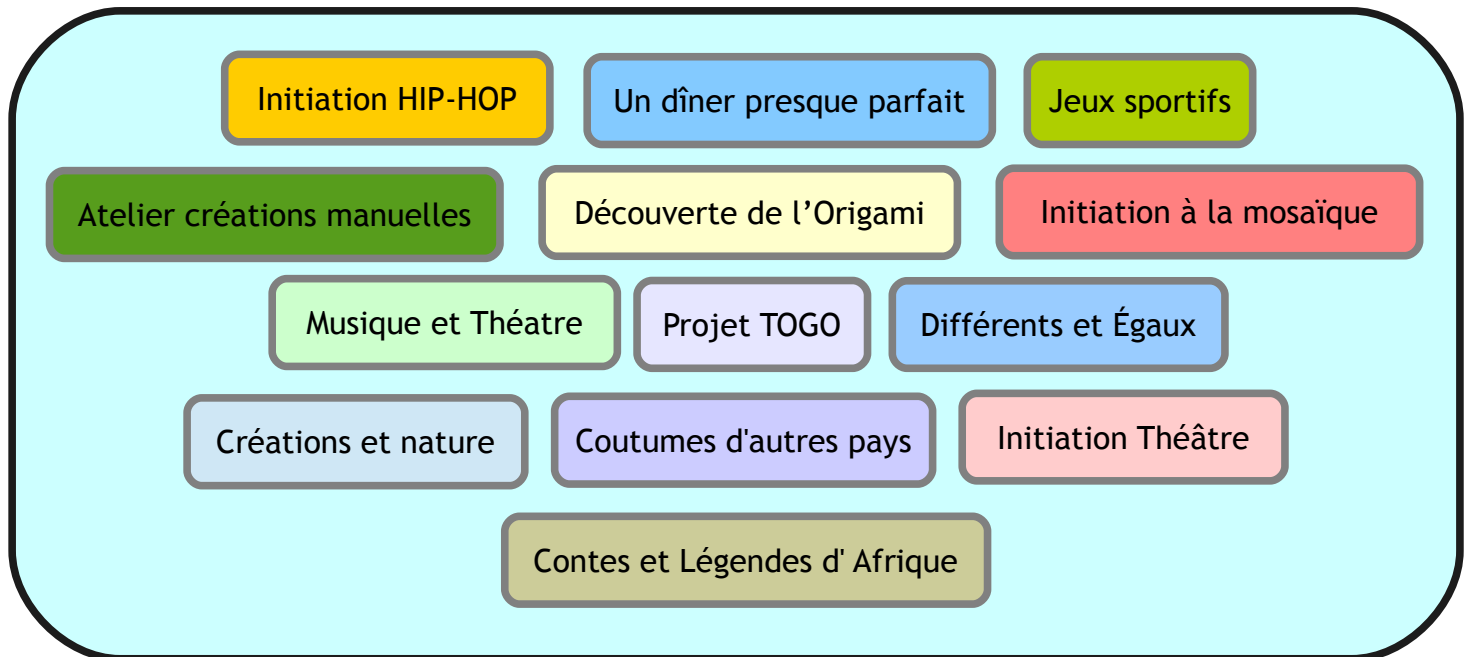 Initiation HIP-HOP
Un dîner presque parfait
Jeux sportifs
Atelier créations manuelles
Découverte de l’Origami
Initiation à la mosaïque
Musique et Théatre
Projet TOGO
Différents et Égaux
Créations et nature
Coutumes d'autres pays
Initiation Théâtre
Contes et Légendes d' Afrique